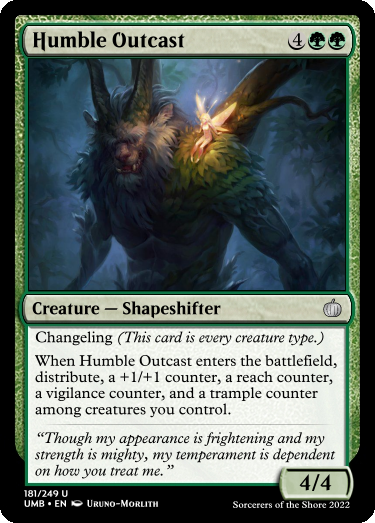 Humble Outcast 4
Creature — Shapeshifter
Changeling (This card is every creature type.)
When Humble Outcast enters the battlefield,
distribute, a +1/+1 counter, a reach counter,
a vigilance counter, and a trample counter
among creatures you control.
“Though my appearance is frightening and my
strength is mighty, my temperament is dependent
on how you treat me.”
4/4
181/249 U
UMB • EN Uruno-Morlith
Sorcerers of the Shore 2022